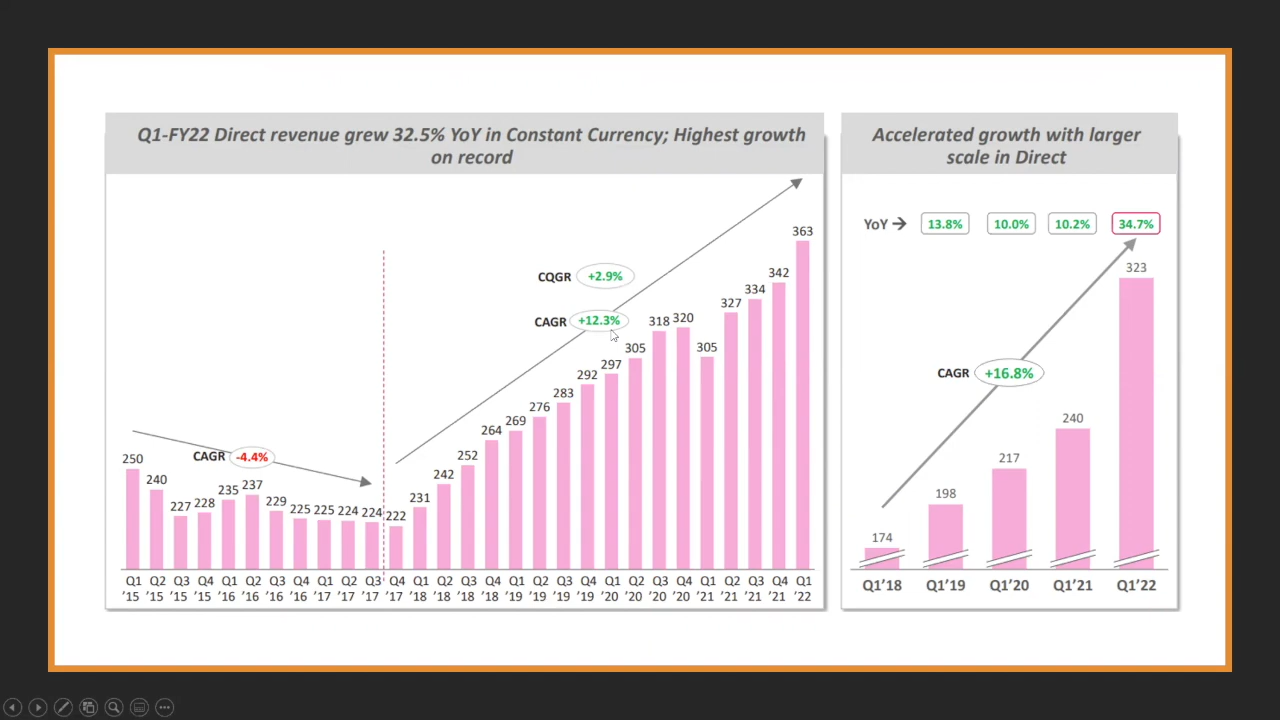 Q1-FY22 Direct revenue grew 32.5% YoY in Constant Currency; Highest growth
on record
CQGR +2.9%
CAGR +12.3%
CAGR -4.4%
250 240 227 228 235 237 229 225 225 224 224 222 231 242 252 264 269 276 283 292 297 305 318 320 305 327 334 342 363
Q1 Q2 Q3 Q4 Q1 Q2 Q3 Q4 Q1 Q2 Q3 Q4 Q1 Q2 Q3 Q4 Q1 Q2 Q3 Q4 Q1 Q2 Q3 Q4 Q1 Q2 Q3 Q4 Q1
'15 '15 '15 '15 '16 '16 '16 '16 '17 '17 '17 '17 '18 '18 '18 '18 '19 '19 '19 '19 '20 '20 '20 '20 '21 '21 '21 '21 '22
Accelerated growth with larger
scale in Direct
YoY → 13.8% 10.0% 10.2% 34.7%
CAGR +16.8%
174 198 217 240 323
Q1'18 Q1'19 Q1'20 Q1'21 Q1'22